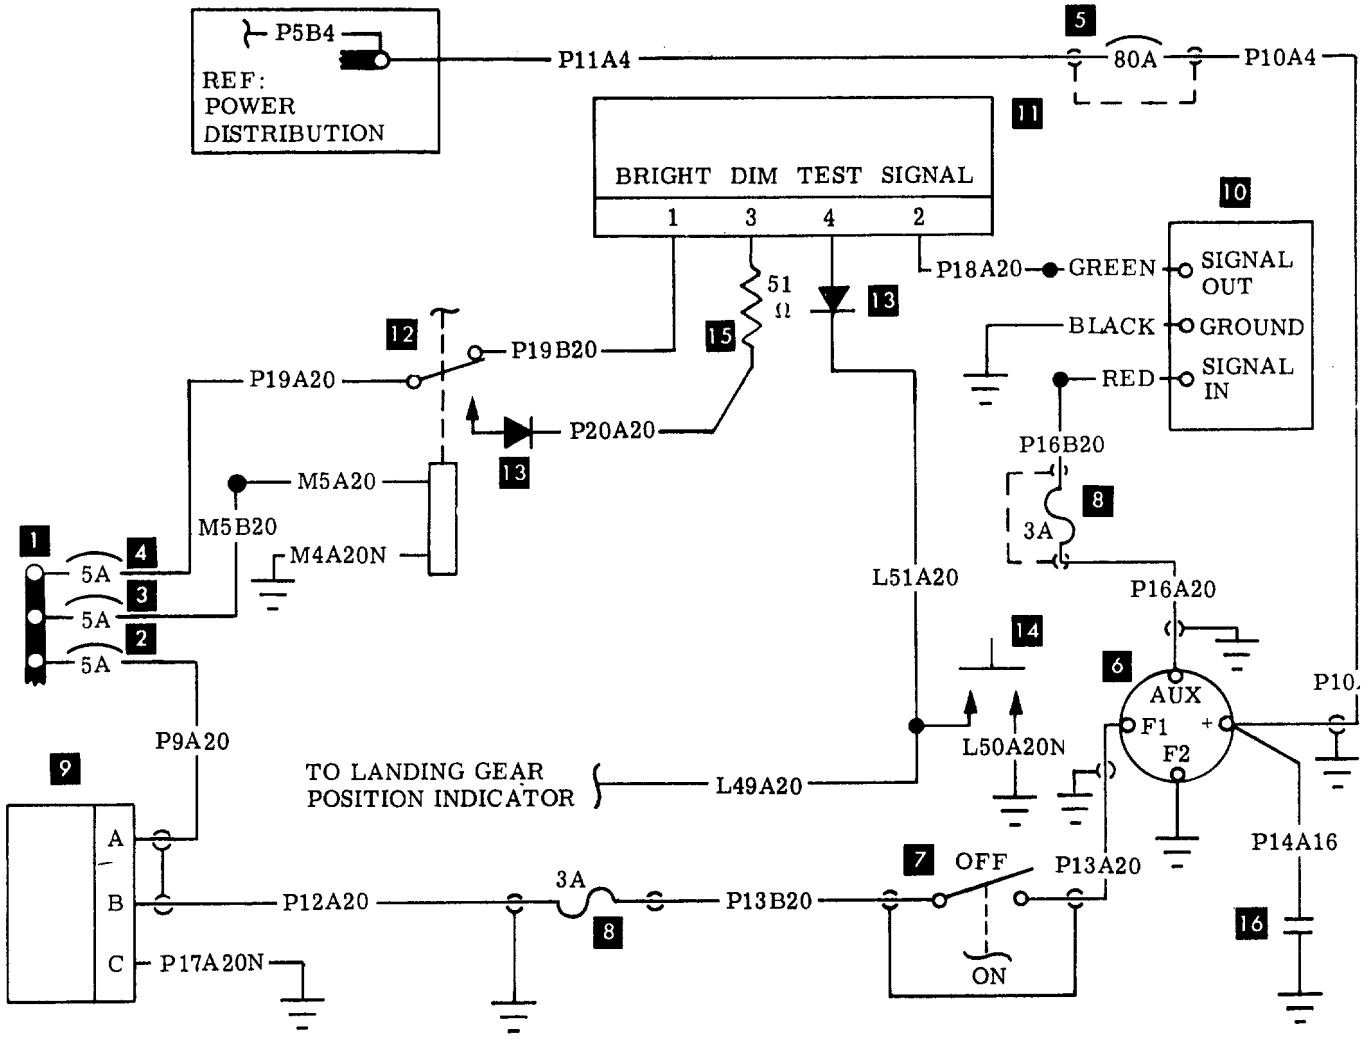 P5B4
REF:
POWER
DISTRIBUTION
P11A4
5
80A
P10A4
11
BRIGHT DIM TEST SIGNAL
1 3 4 2
10
P18A20
GREEN
SIGNAL
OUT
BLACK
GROUND
RED
SIGNAL
IN
51
Ω
13
15
12
P19B20
P19A20
P20A20
13
P16B20
8
3A
M5A20
M5B20
M4A20N
1
4
5A
3
5A
2
5A
L51A20
P16A20
14
6
AUX
F1
+
F2
P10
P9A20
L50A20N
9
TO LANDING GEAR
POSITION INDICATOR
L49A20
P14A16
A
B
C
P12A20
3A
8
P13B20
7
OFF
ON
P13A20
16
P17A20N